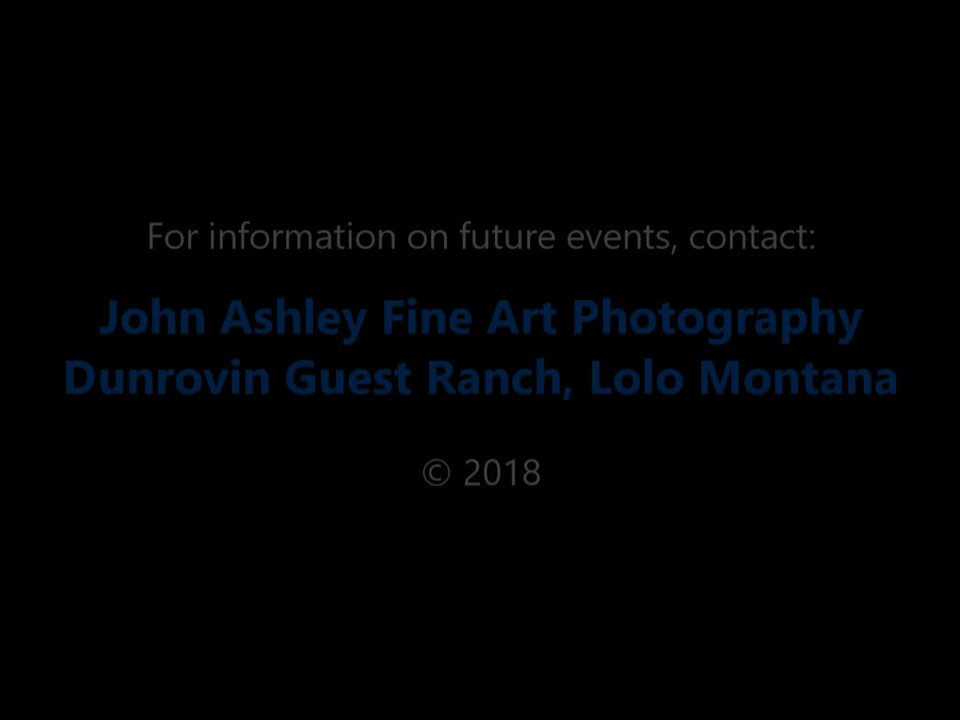 For information on future events, contact:
John Ashley Fine Art Photography
Dunrovin Guest Ranch, Lolo Montana
© 2018